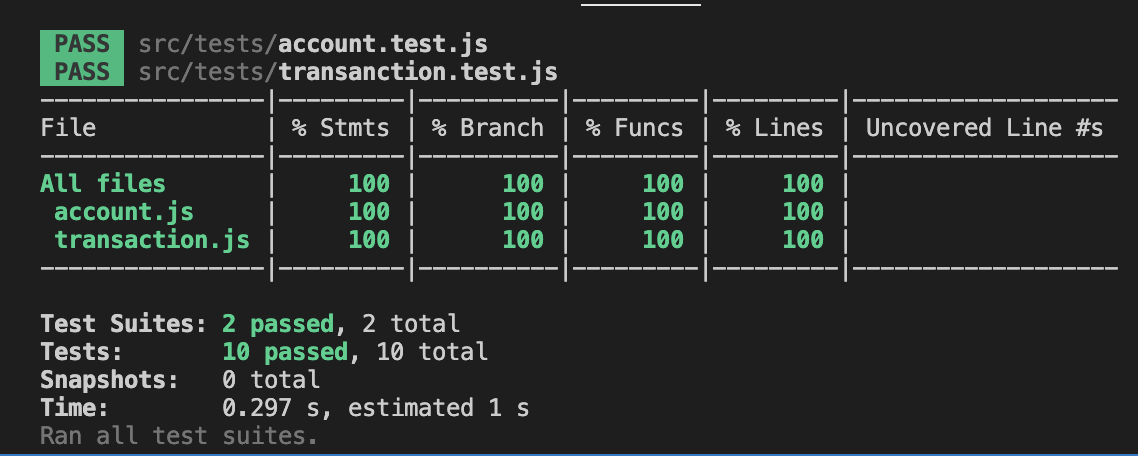 PASS src/tests/account.test.js
PASS src/tests/transanction.test.js
----------------|---------|----------|---------|---------|-------------------
File            | % Stmts | % Branch | % Funcs | % Lines | Uncovered Line #s
----------------|---------|----------|---------|---------|-------------------
All files       |     100 |      100 |     100 |     100 |
 account.js     |     100 |      100 |     100 |     100 |
 transaction.js |     100 |      100 |     100 |     100 |
----------------|---------|----------|---------|---------|-------------------
Test Suites: 2 passed, 2 total
Tests:       10 passed, 10 total
Snapshots:   0 total
Time:        0.297 s, estimated 1 s
Ran all test suites.